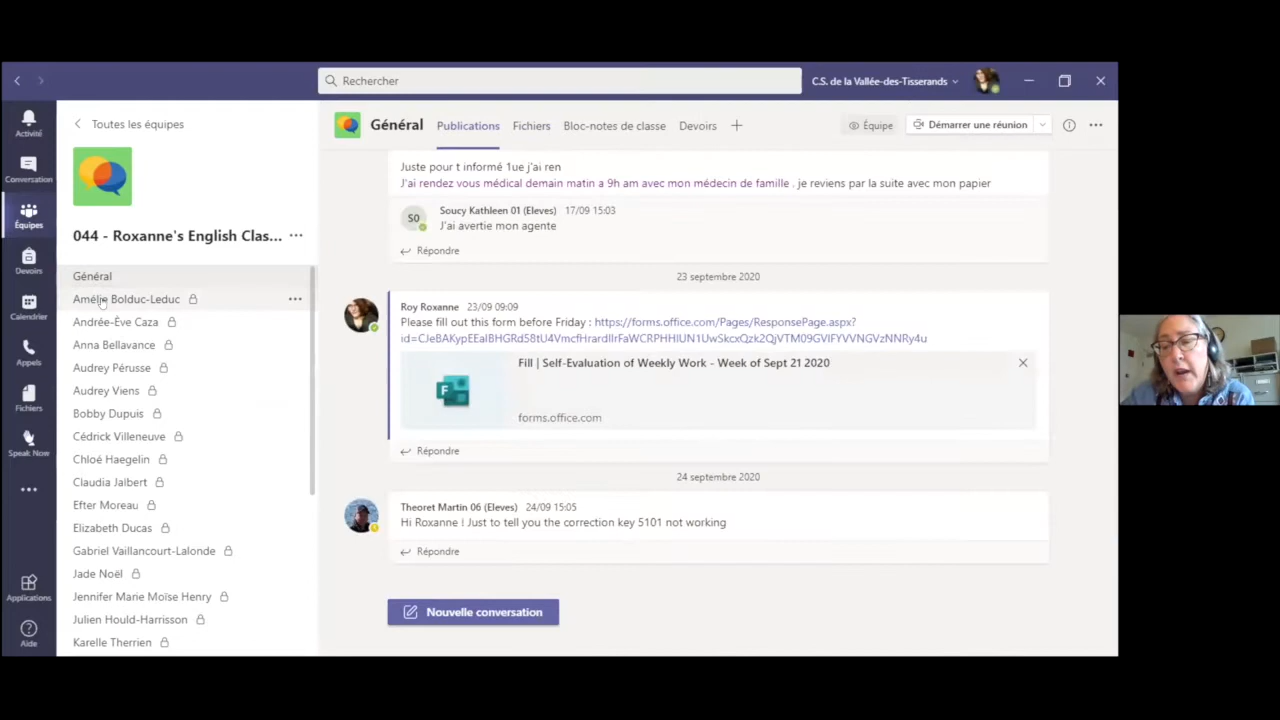 Rechercher
C.S. de la Vallée-des-Tisserands
Activité
Conversation
Équipes
Devoirs
Calendrier
Appels
Fichiers
Speak Now
Applications
Aide
Toutes les équipes
044 - Roxanne's English Clas...
Général
Amélie Bolduc-Leduc
Andrée-Ève Caza
Anna Bellavance
Audrey Pérusse
Audrey Viens
Bobby Dupuis
Cédrick Villeneuve
Chloé Haegelin
Claudia Jalbert
Efter Moreau
Elizabeth Ducas
Gabriel Vaillancourt-Lalonde
Jade Noël
Jennifer Marie Moïse Henry
Julien Hould-Harrisson
Karelle Therrien
Général Publications Fichiers Bloc-notes de classe Devoirs
Équipe Démarrer une réunion
Juste pour t informé 1ue j'ai ren
J'ai rendez vous médical demain matin a 9h am avec mon médecin de famille . je reviens par la suite avec mon papier
S0
Soucy Kathleen 01 (Eleves) 17/09 15:03
J'ai avertie mon agente
Répondre
23 septembre 2020
Roy Roxanne 23/09 09:09
Please fill out this form before Friday : https://forms.office.com/Pages/ResponsePage.aspx?
Fill | Self-Evaluation of Weekly Work - Week of Sept 21 2020
F
forms.office.com
Répondre
24 septembre 2020
Theoret Martin 06 (Eleves) 24/09 15:05
Hi Roxanne ! Just to tell you the correction key 5101 not working
Répondre
Nouvelle conversation